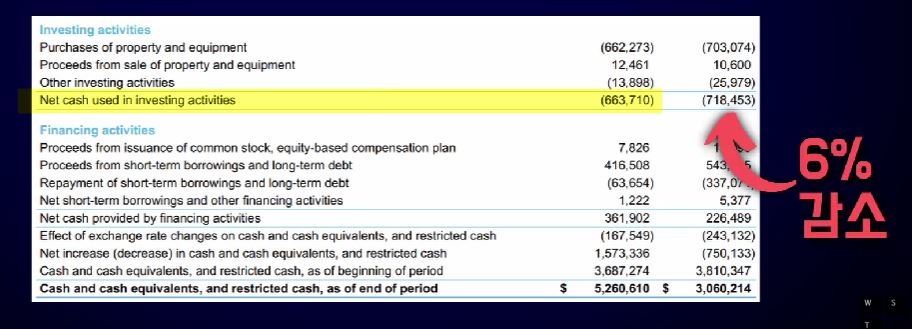 Investing activities
Purchases of property and equipment (662,273) (703,074)
Proceeds from sale of property and equipment 12,461 10,600
Other investing activities (13,898) (25,979)
Net cash used in investing activities (663,710) (718,453)
Financing activities
Proceeds from issuance of common stock, equity-based compensation plan 7,826
Proceeds from short-term borrowings and long-term debt 416,508
Repayment of short-term borrowings and long-term debt (63,654)
Net short-term borrowings and other financing activities 1,222 5,377
Net cash provided by financing activities 361,902 226,489
Effect of exchange rate changes on cash and cash equivalents, and restricted cash (167,549) (243,132)
Net increase (decrease) in cash and cash equivalents, and restricted cash 1,573,336 (750,133)
Cash and cash equivalents, and restricted cash, as of beginning of period 3,687,274 3,810,347
Cash and cash equivalents, and restricted cash, as of end of period $ 5,260,610 $ 3,060,214
6%
감소
W S
T